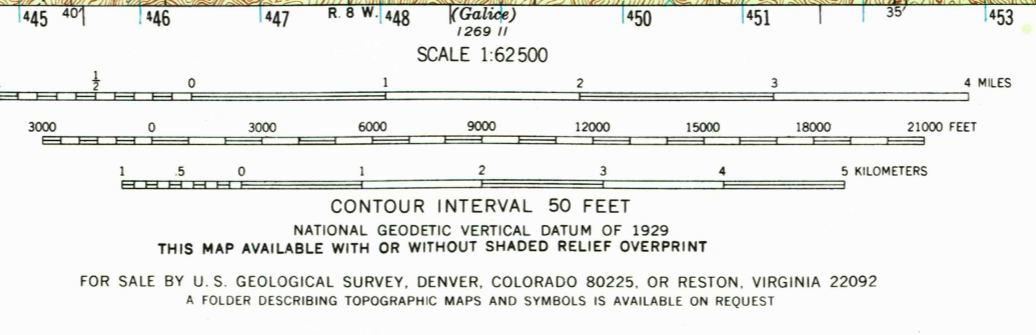 445 40' 446 447 R. 8 W. 448 (Galice) 450 451 35' 453
1269 II
SCALE 1:62500
1/2 0 1 2 3 4 MILES
3000 0 3000 6000 9000 12000 15000 18000 21000 FEET
1 .5 0 1 2 3 4 5 KILOMETERS
CONTOUR INTERVAL 50 FEET
NATIONAL GEODETIC VERTICAL DATUM OF 1929
THIS MAP AVAILABLE WITH OR WITHOUT SHADED RELIEF OVERPRINT
FOR SALE BY U. S. GEOLOGICAL SURVEY, DENVER, COLORADO 80225, OR RESTON, VIRGINIA 22092
A FOLDER DESCRIBING TOPOGRAPHIC MAPS AND SYMBOLS IS AVAILABLE ON REQUEST